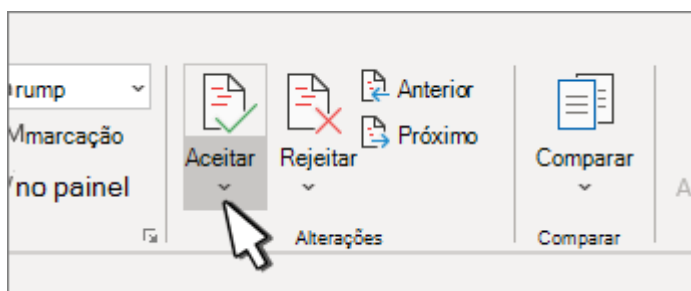 rump
Mmarcação
no painel
Aceitar
Rejeitar
Anterior
Próximo
Alterações
Comparar
Comparar
A